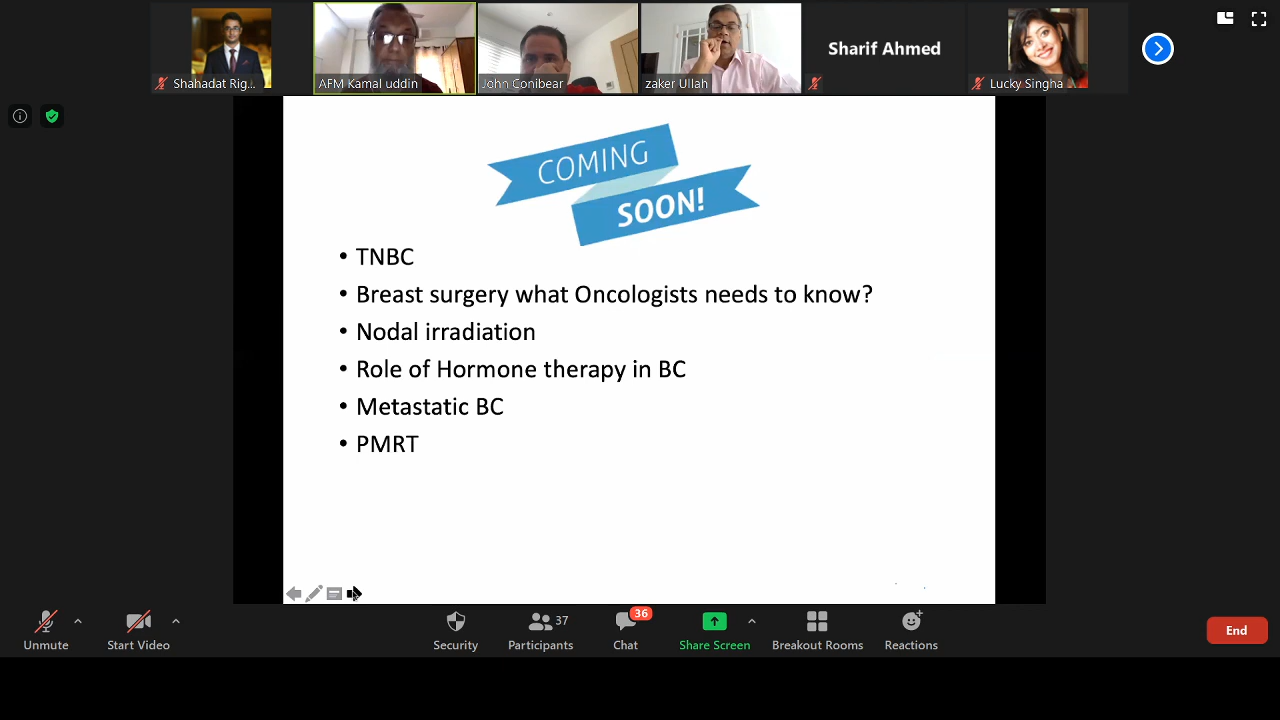 Shahadat Rig...
AFM Kamal uddin
John Conibear
zaker Ullah
Sharif Ahmed
Lucky Singha
COMING
SOON!
• TNBC
• Breast surgery what Oncologists needs to know?
• Nodal irradiation
• Role of Hormone therapy in BC
• Metastatic BC
• PMRT
Unmute
Start Video
Security
Participants
37
Chat
36
Share Screen
Breakout Rooms
Reactions
End